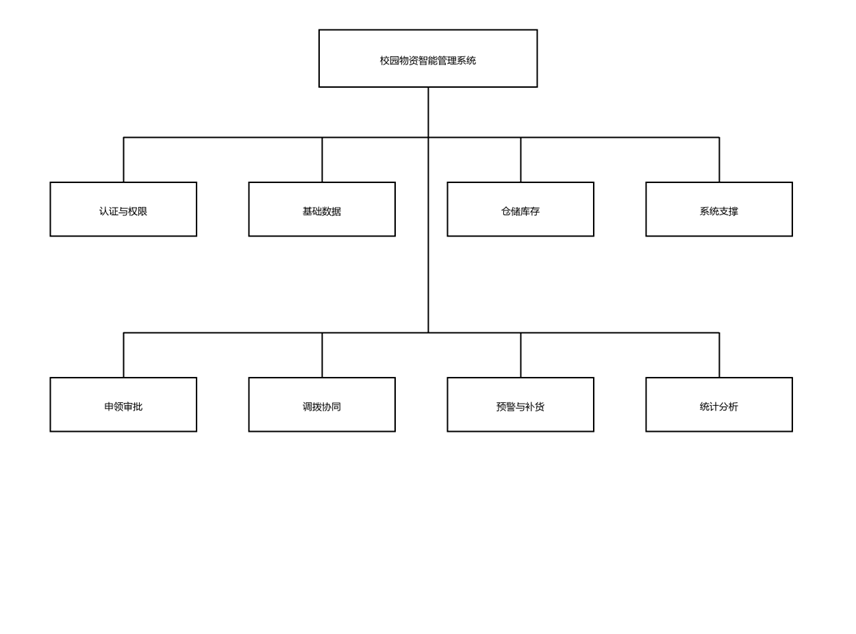 校园物资智能管理系统
认证与权限
基础数据
仓储库存
系统支撑
申领审批
调拨协同
预警与补货
统计分析